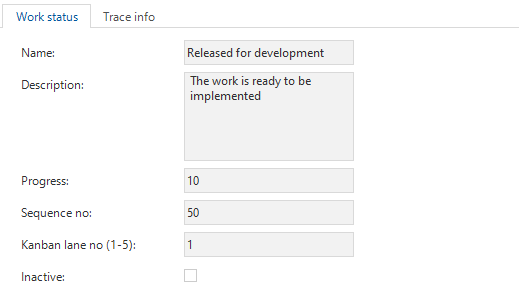 Work status Trace info
Name: Released for development
Description: The work is ready to be
implemented
Progress: 10
Sequence no: 50
Kanban lane no (1-5): 1
Inactive: